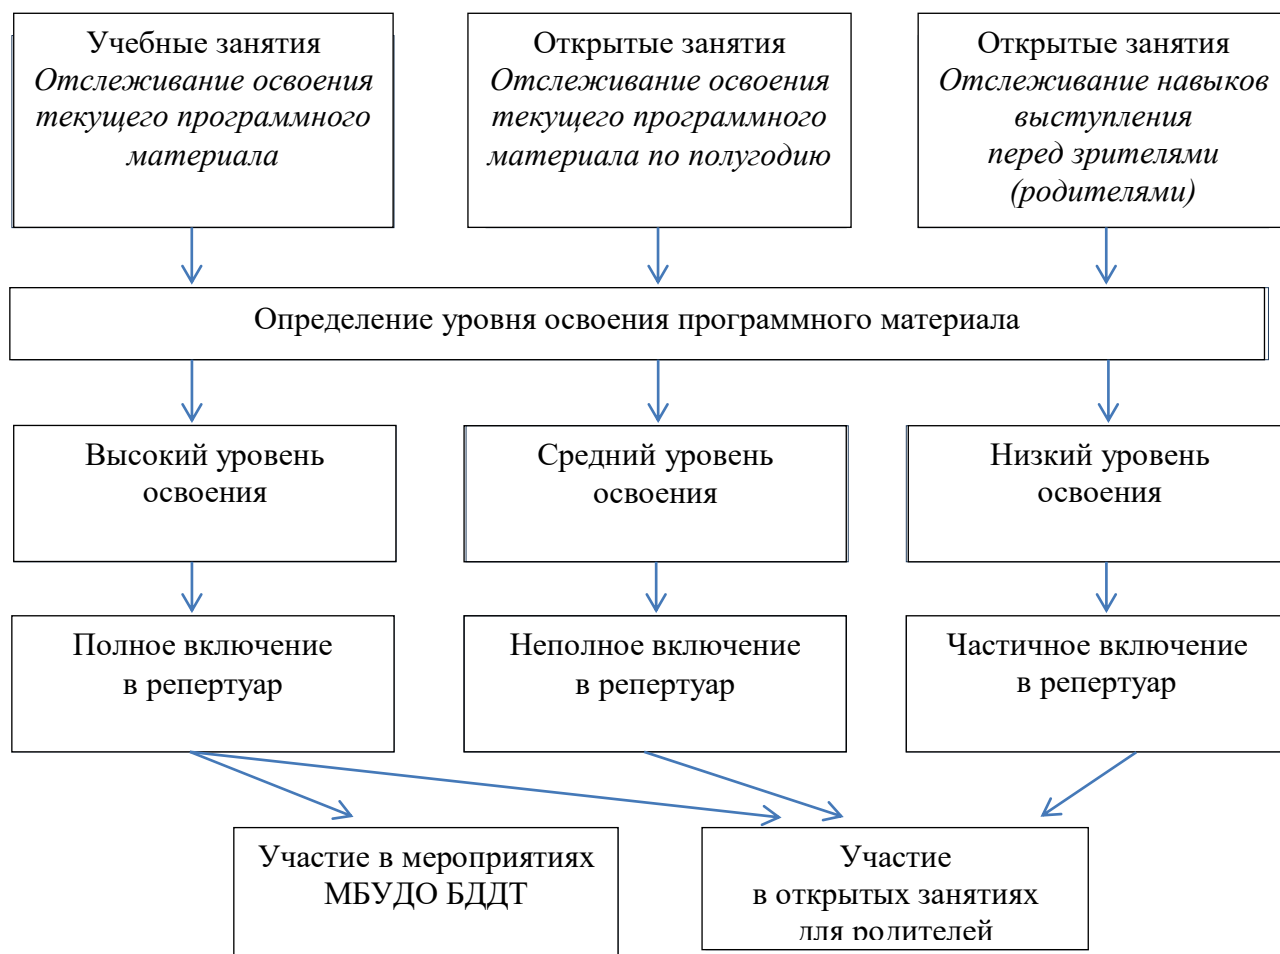 Учебные занятия
Отслеживание освоения
текущего программного
материала
Открытые занятия
Отслеживание освоения
текущего программного
материала по полугодию
Открытые занятия
Отслеживание навыков
выступления
перед зрителями
(родителями)
Определение уровня освоения программного материала
Высокий уровень
освоения
Средний уровень
освоения
Низкий уровень
освоения
Полное включение
в репертуар
Неполное включение
в репертуар
Частичное включение
в репертуар
Участие в мероприятиях
МБУДО БДДТ
Участие
в открытых занятиях
для родителей